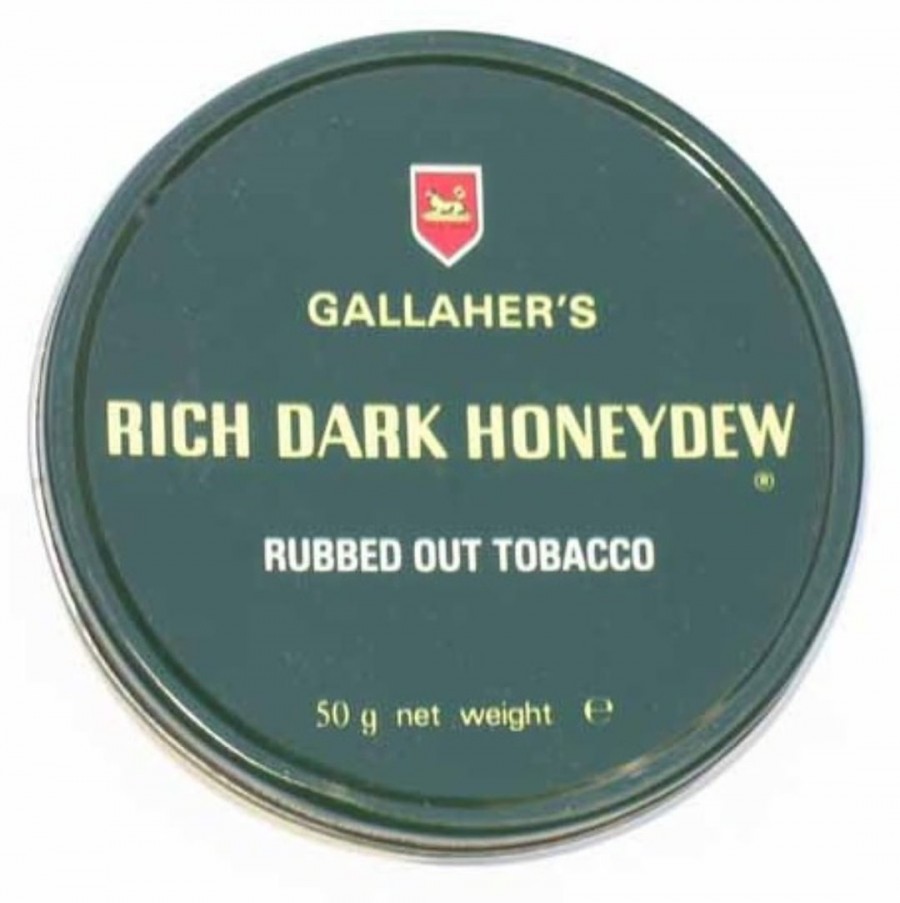 GALLAHER'S
RICH DARK HONEYDEW
®
RUBBED OUT TOBACCO
50 g net weight ℮